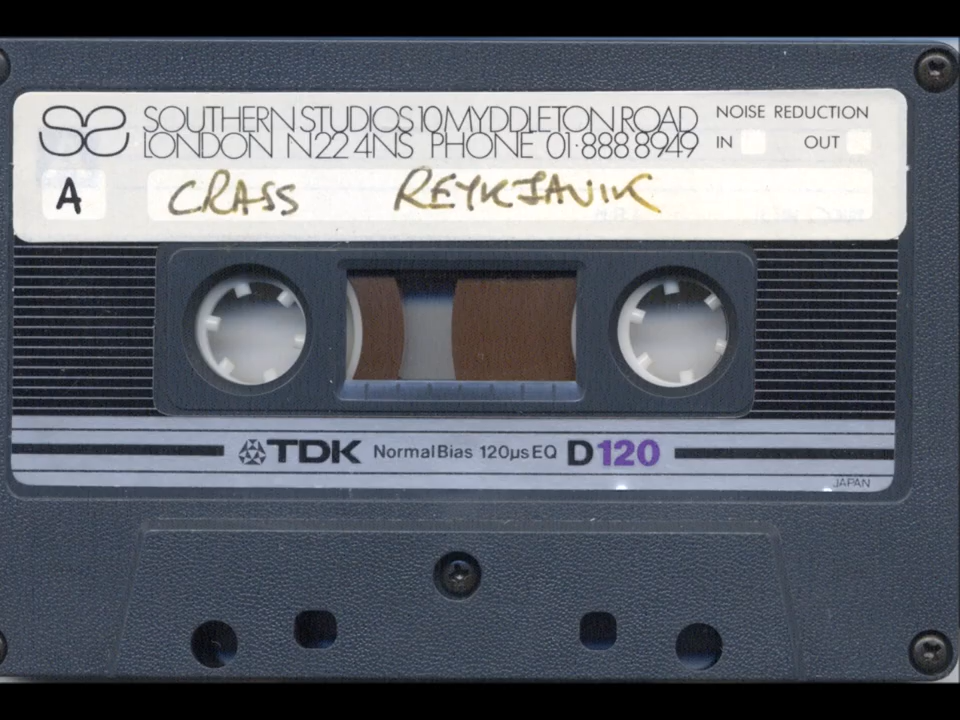 SS SOUTHERN STUDIOS 10 MYDDLETON ROAD
LONDON N22 4NS PHONE 01·888 8949
NOISE REDUCTION
IN OUT
A CRASS REYKJAVIK
TDK Normal Bias 120µs EQ D120
JAPAN